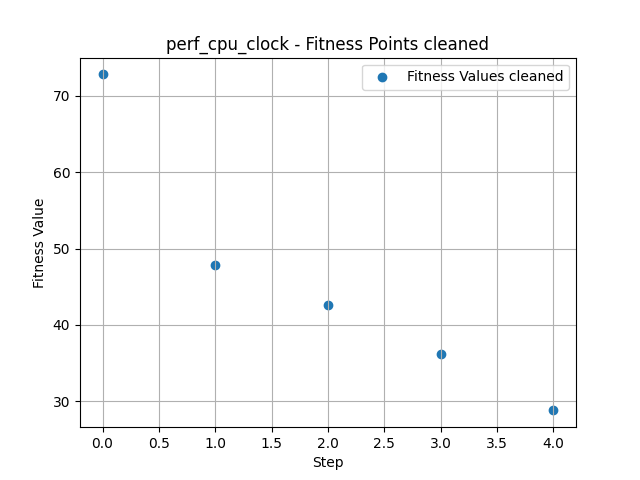 perf_cpu_clock - Fitness Points cleaned
Fitness Values cleaned
Fitness Value
70
60
50
40
30
0.0 0.5 1.0 1.5 2.0 2.5 3.0 3.5 4.0
Step